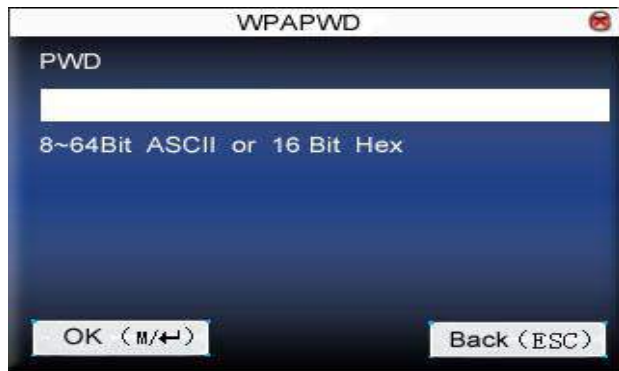 WPAPWD
PWD
8~64Bit ASCII or 16 Bit Hex
OK (M/↵)
Back (ESC)